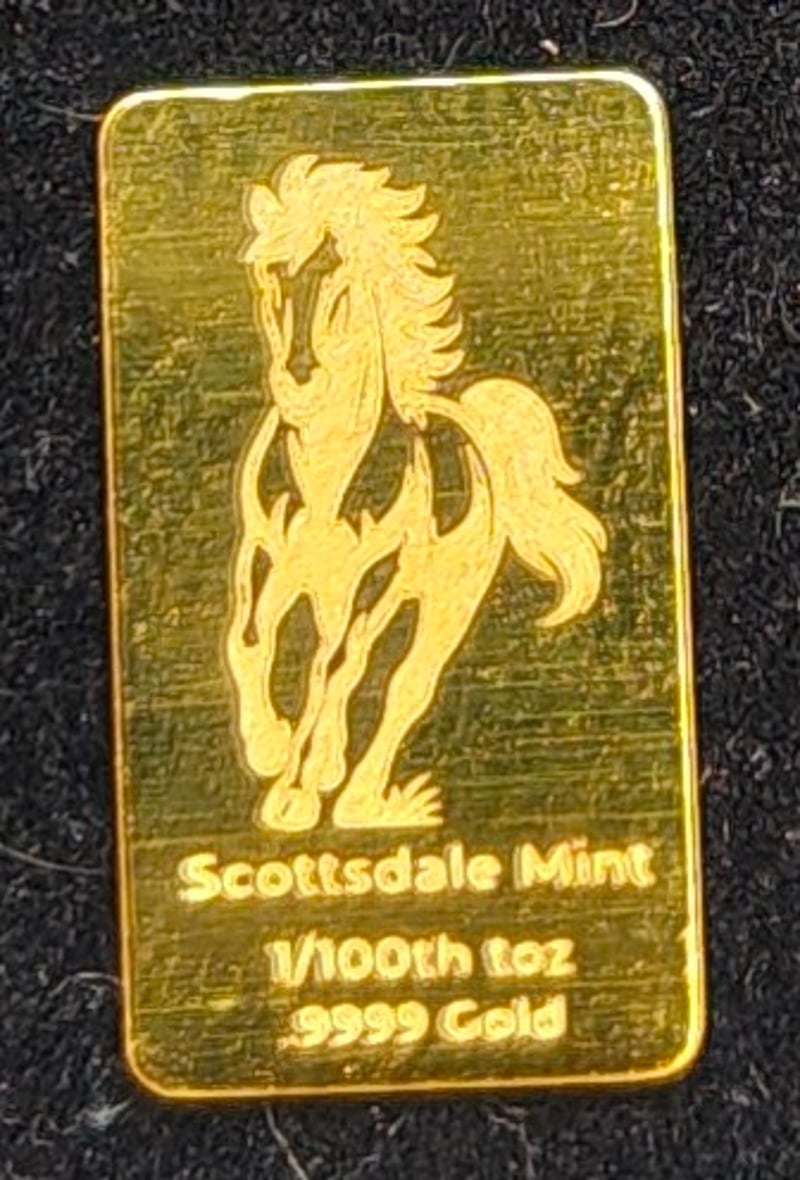 Scottsdale Mint
1/100th toz
.9999 Gold